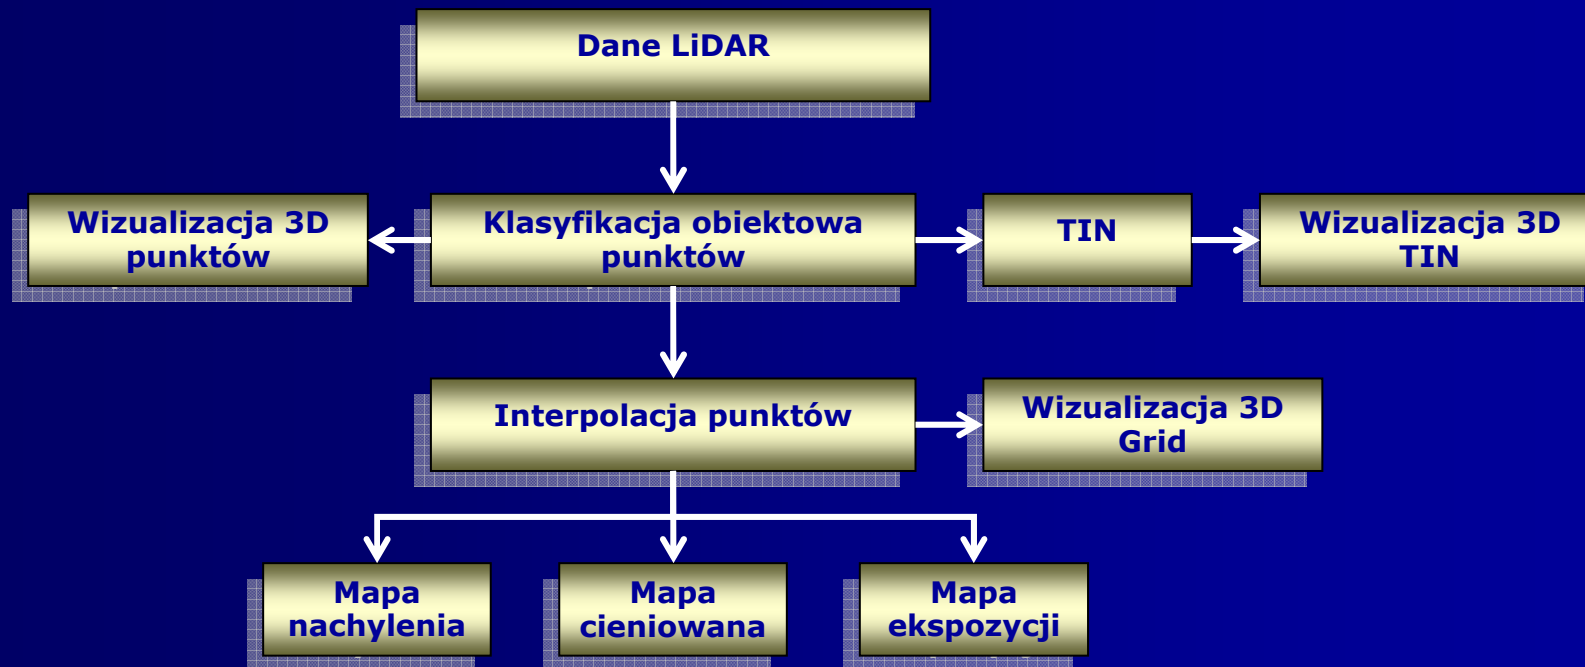 Dane LiDAR
Wizualizacja 3D
punktów
Klasyfikacja obiektowa
punktów
TIN
Wizualizacja 3D
TIN
Interpolacja punktów
Wizualizacja 3D
Grid
Mapa
nachylenia
Mapa
cieniowana
Mapa
ekspozycji